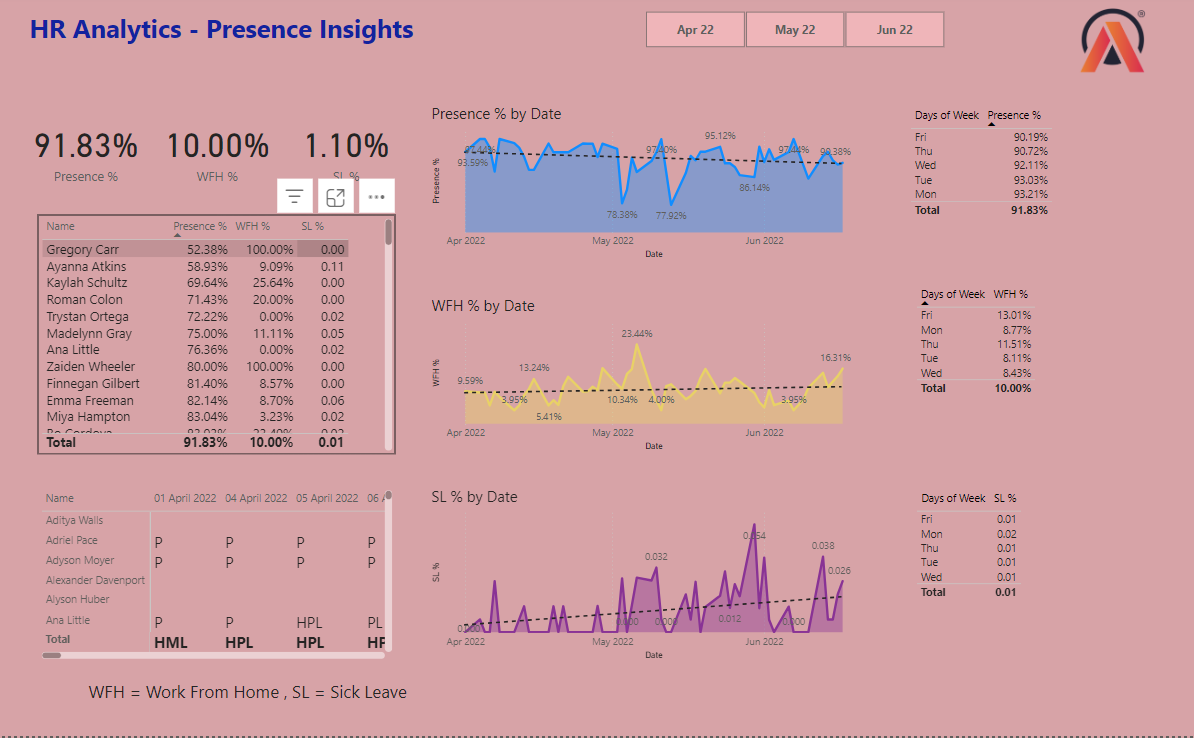 HR Analytics - Presence Insights
Apr 22
May 22
Jun 22
®
91.83%
Presence %
10.00%
WFH %
1.10%
SL %
Name Presence % WFH % SL %
Gregory Carr 52.38% 100.00% 0.00
Ayanna Atkins 58.93% 9.09% 0.11
Kaylah Schultz 69.64% 25.64% 0.00
Roman Colon 71.43% 20.00% 0.00
Trystan Ortega 72.22% 0.00% 0.02
Madelynn Gray 75.00% 11.11% 0.05
Ana Little 76.36% 0.00% 0.02
Zaiden Wheeler 80.00% 100.00% 0.00
Finnegan Gilbert 81.40% 8.57% 0.00
Emma Freeman 82.14% 8.70% 0.06
Miya Hampton 83.04% 3.23% 0.02
Total 91.83% 10.00% 0.01
Name 01 April 2022 04 April 2022 05 April 2022 06
Aditya Walls
Adriel Pace P P P P
Adyson Moyer P P P P
Alexander Davenport
Alyson Huber
Ana Little P P HPL PL
Total HML HPL HPL HP
WFH = Work From Home , SL = Sick Leave
Presence % by Date
Presence %
93.59%
78.38%
77.92%
95.12%
86.14%
Apr 2022 May 2022 Jun 2022
Date
WFH % by Date
WFH %
9.59%
3.95%
13.24%
5.41%
10.34%
23.44%
4.00%
3.95%
16.31%
Apr 2022 May 2022 Jun 2022
Date
SL % by Date
SL %
0.000
0.032
0.000
0.012
0.000
0.038
0.026
Apr 2022 May 2022 Jun 2022
Date
Days of Week Presence %
Fri 90.19%
Thu 90.72%
Wed 92.11%
Tue 93.03%
Mon 93.21%
Total 91.83%
Days of Week WFH %
Fri 13.01%
Mon 8.77%
Thu 11.51%
Tue 8.11%
Wed 8.43%
Total 10.00%
Days of Week SL %
Fri 0.01
Mon 0.02
Thu 0.01
Tue 0.01
Wed 0.01
Total 0.01